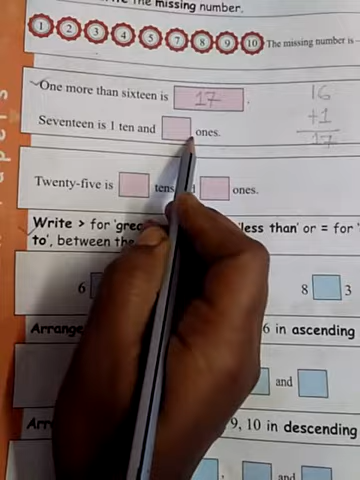 the missing number.
1 2 3 4 5 7 8 9 10 The missing number is
One more than sixteen is 17 .
16
+1
17
Seventeen is 1 ten and ones.
Twenty-five is tens ones.
Write > for 'less than' or = for
to', between the
6
8 3
Arrange 6 in ascending
and
9, 10 in descending
and